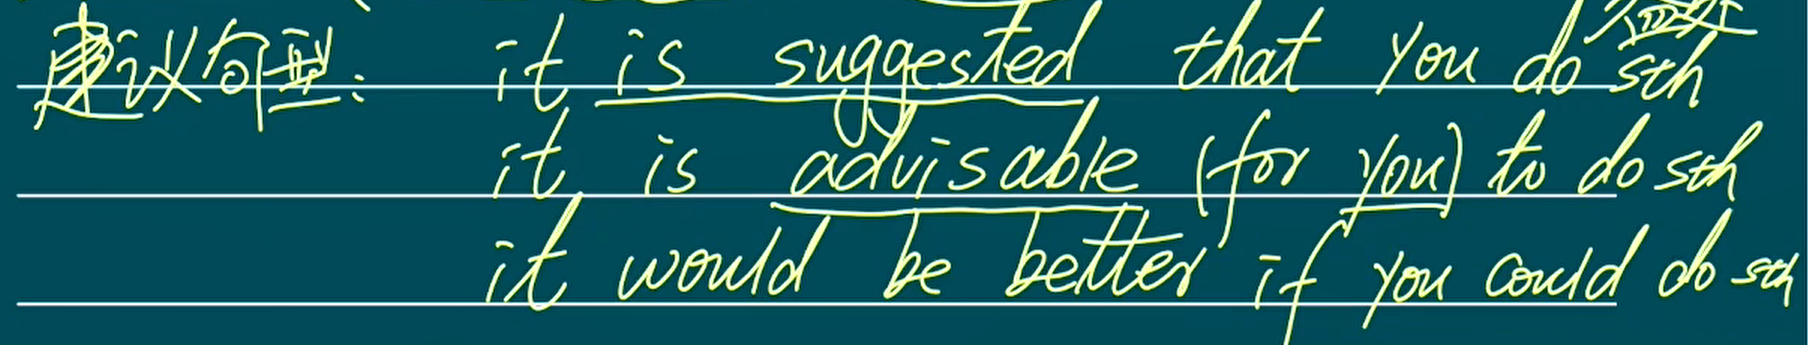 建议句型: it is suggested that you do sth
it is advisable (for you) to do sth
it would be better if you could do sth